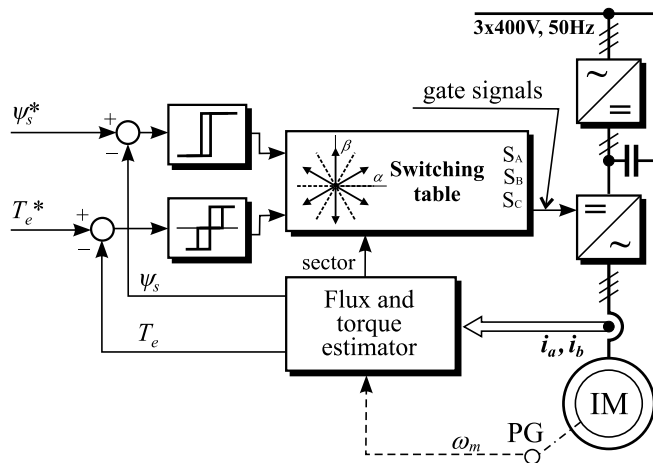 3x400V, 50Hz
gate signals
ψs*
+
−
Te*
+
−
β
α
Switching
table
SA
SB
SC
~
=
=
~
sector
ψs
Te
Flux and
torque
estimator
ia, ib
IM
PG
ωm